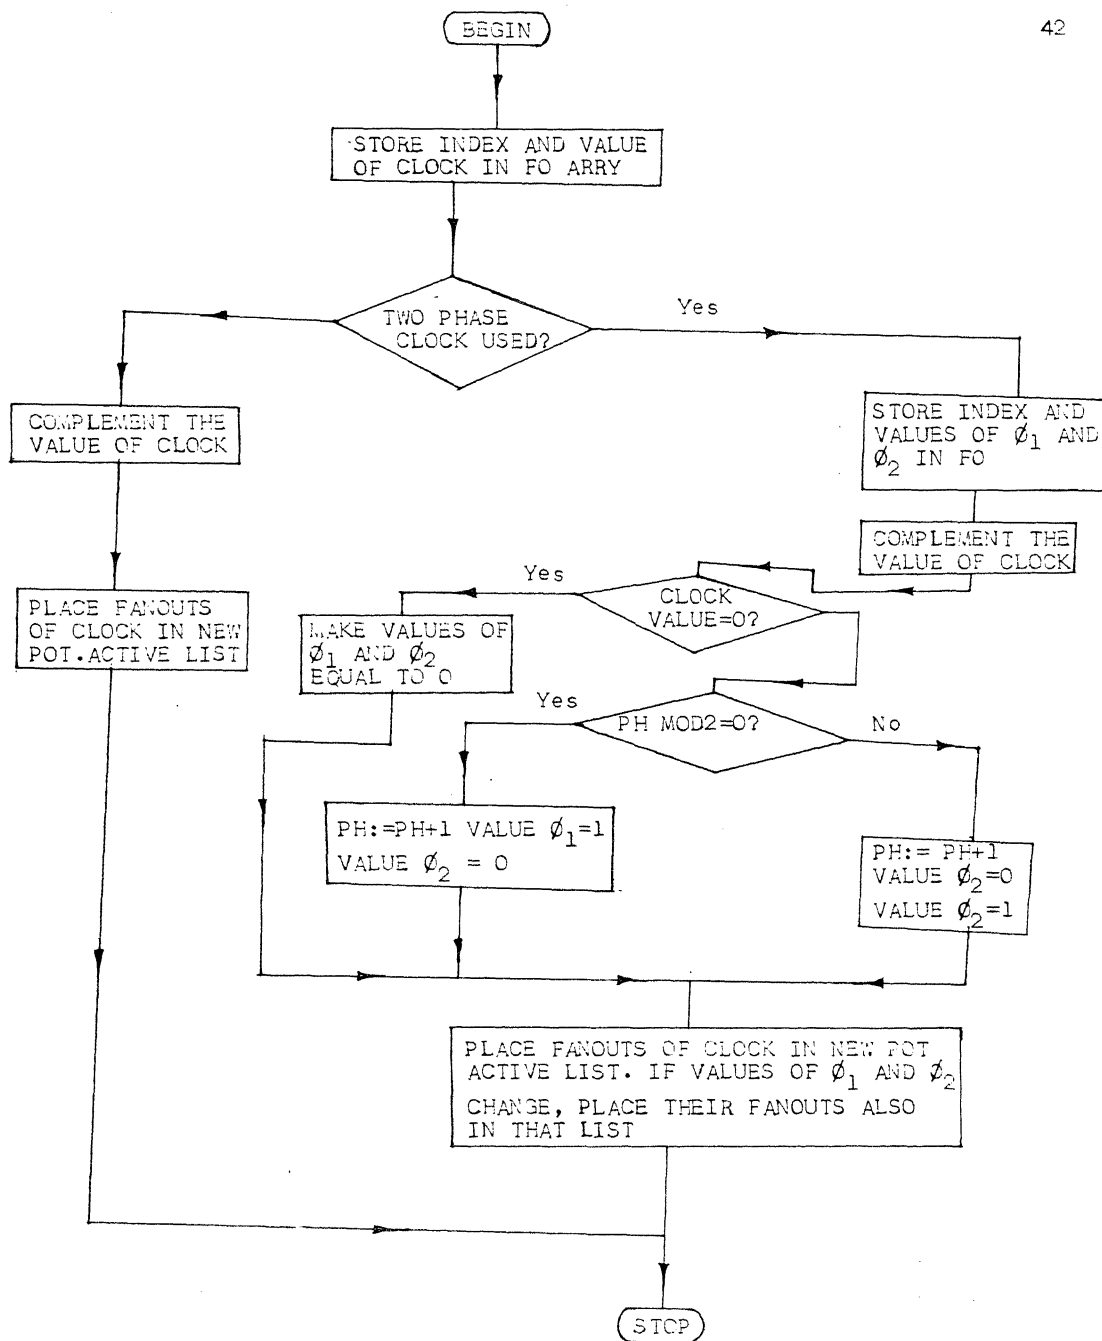 42
BEGIN
STORE INDEX AND VALUE
OF CLOCK IN FO ARRY
TWO PHASE
CLOCK USED?
Yes
COMPLEMENT THE
VALUE OF CLOCK
STORE INDEX AND
VALUES OF Ø1 AND
Ø2 IN FO
COMPLEMENT THE
VALUE OF CLOCK
Yes
CLOCK
VALUE=0?
PLACE FANOUTS
OF CLOCK IN NEW
POT.ACTIVE LIST
MAKE VALUES OF
Ø1 AND Ø2
EQUAL TO 0
Yes
PH MOD2=0?
No
PH:=PH+1 VALUE Ø1=1
VALUE Ø2 = 0
PH:= PH+1
VALUE Ø2=0
VALUE Ø2=1
PLACE FANOUTS OF CLOCK IN NEW POT
ACTIVE LIST. IF VALUES OF Ø1 AND Ø2
CHANGE, PLACE THEIR FANOUTS ALSO
IN THAT LIST
STOP